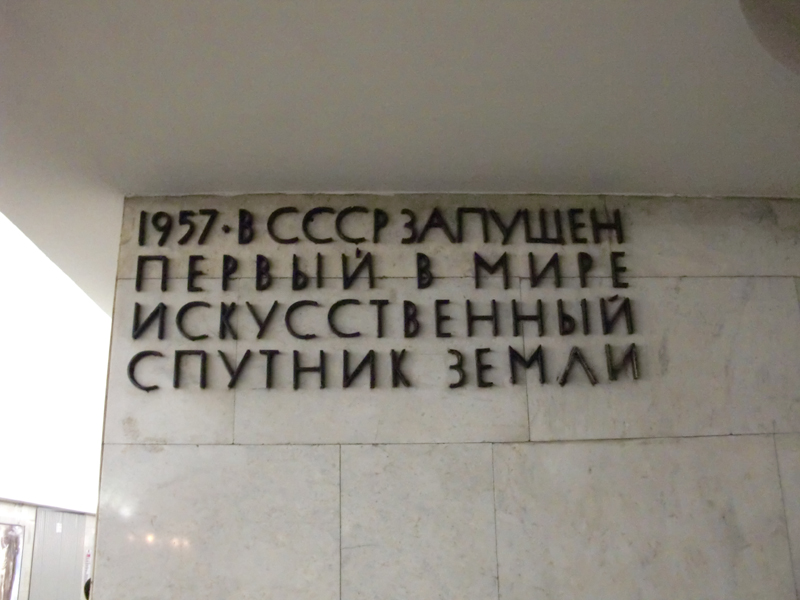 1957·В СССР ЗАПУЩЕН
ПЕРВЫЙ В МИРЕ
ИСКУССТВЕННЫЙ
СПУТНИК ЗЕМЛИ